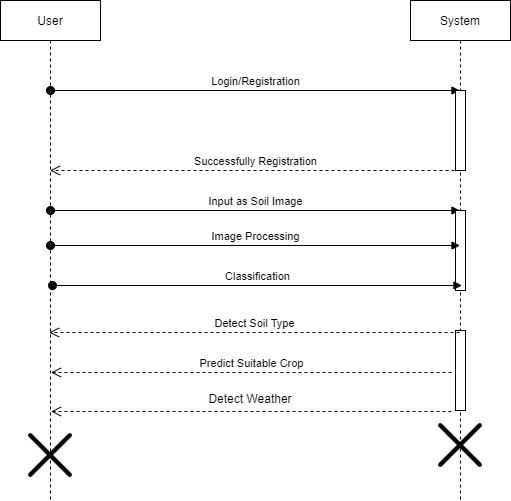 User
System
Login/Registration
Successfully Registration
Input as Soil Image
Image Processing
Classification
Detect Soil Type
Predict Suitable Crop
Detect Weather